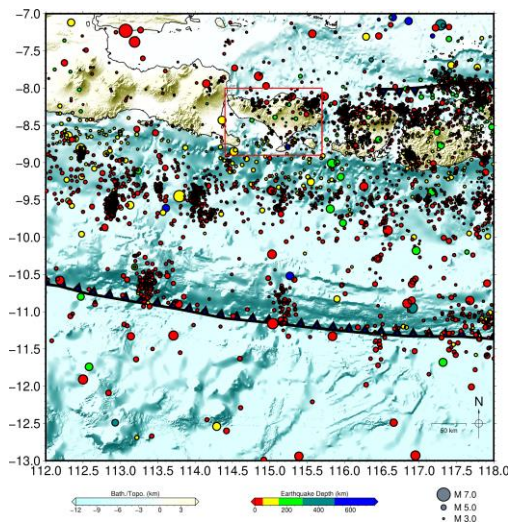 −7.0
−7.5
−8.0
−8.5
−9.0
−9.5
−10.0
−10.5
−11.0
−11.5
−12.0
−12.5
−13.0
N
50 km
112.0 112.5 113.0 113.5 114.0 114.5 115.0 115.5 116.0 116.5 117.0 117.5 118.0
Bath./Topo. (km)
−12 −9 −6 −3 0 3
Earthquake Depth (km)
0 50 100 200 300 400 500 600
M 7.0
M 5.0
M 3.0